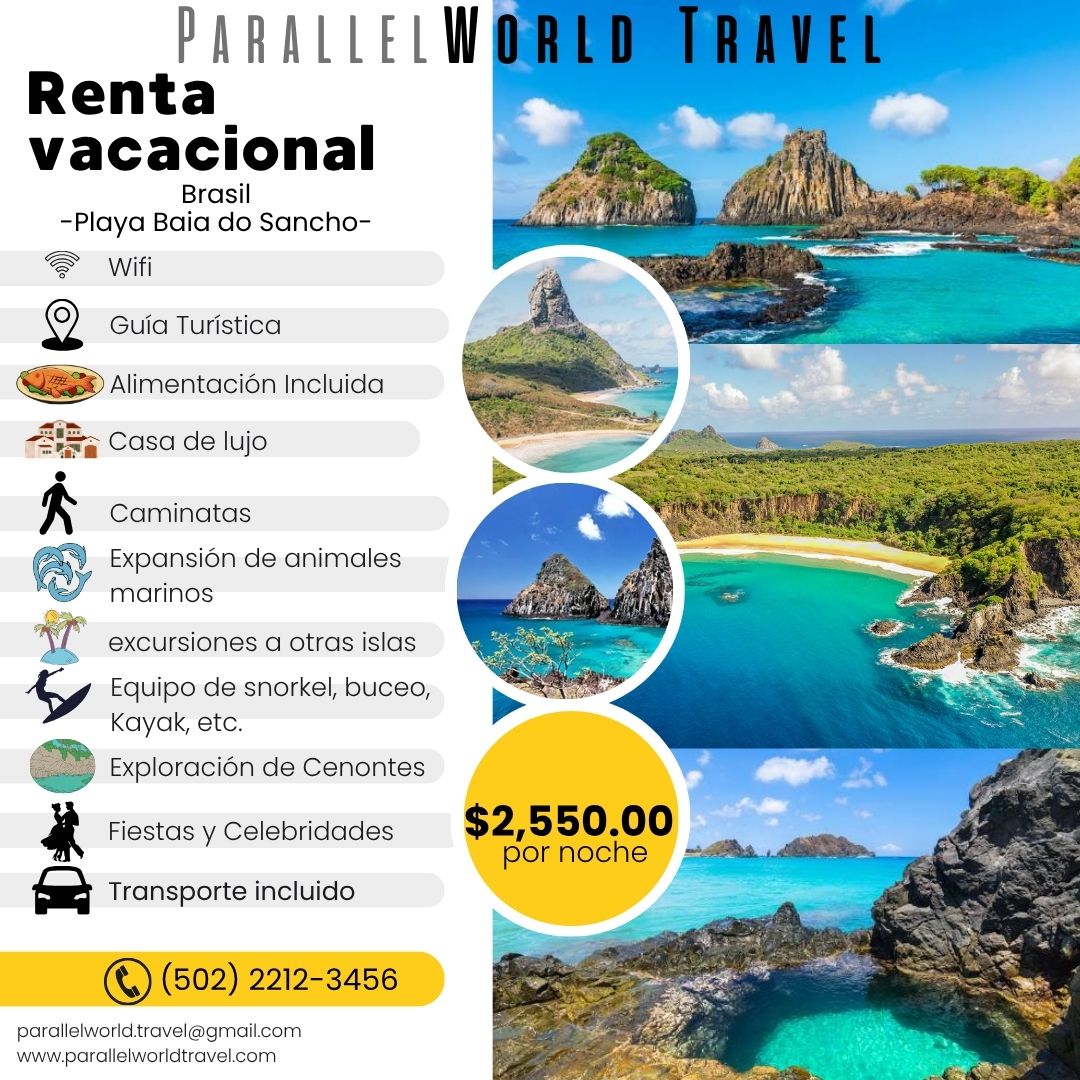 ParallelWorld Travel
Renta
vacacional
Brasil
-Playa Baia do Sancho-
Wifi
Guía Turística
Alimentación Incluida
Casa de lujo
Caminatas
Expansión de animales
marinos
excursiones a otras islas
Equipo de snorkel, buceo,
Kayak, etc.
Exploración de Cenontes
Fiestas y Celebridades
Transporte incluido
$2,550.00
por noche
(502) 2212-3456
parallelworld.travel@gmail.com
www.parallelworldtravel.com